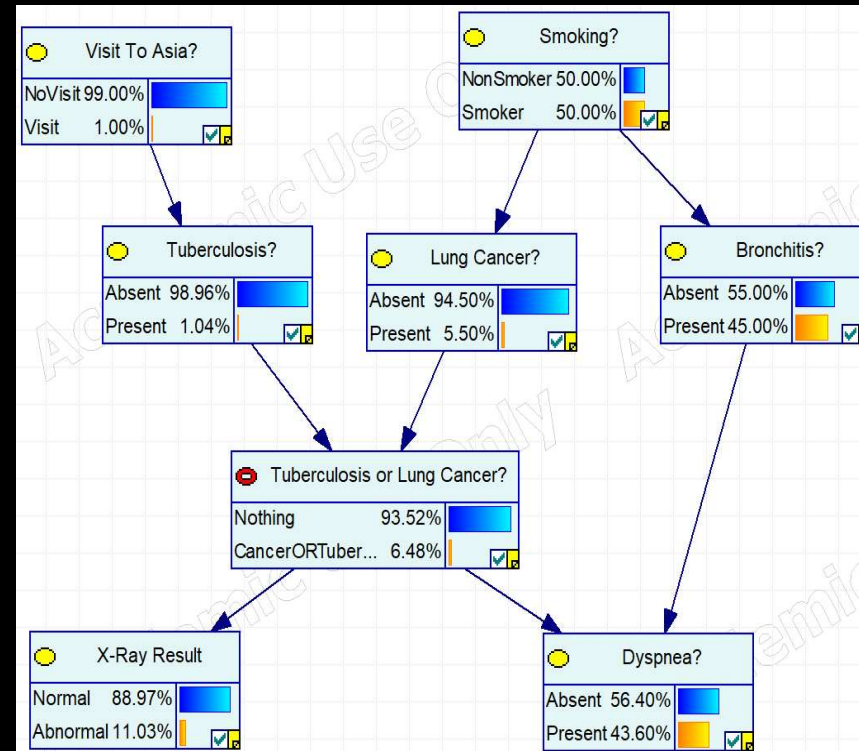 Visit To Asia?
NoVisit 99.00%
Visit 1.00%
Smoking?
NonSmoker 50.00%
Smoker 50.00%
Tuberculosis?
Absent 98.96%
Present 1.04%
Lung Cancer?
Absent 94.50%
Present 5.50%
Bronchitis?
Absent 55.00%
Present 45.00%
Tuberculosis or Lung Cancer?
Nothing 93.52%
CancerORTuber... 6.48%
X-Ray Result
Normal 88.97%
Abnormal 11.03%
Dyspnea?
Absent 56.40%
Present 43.60%